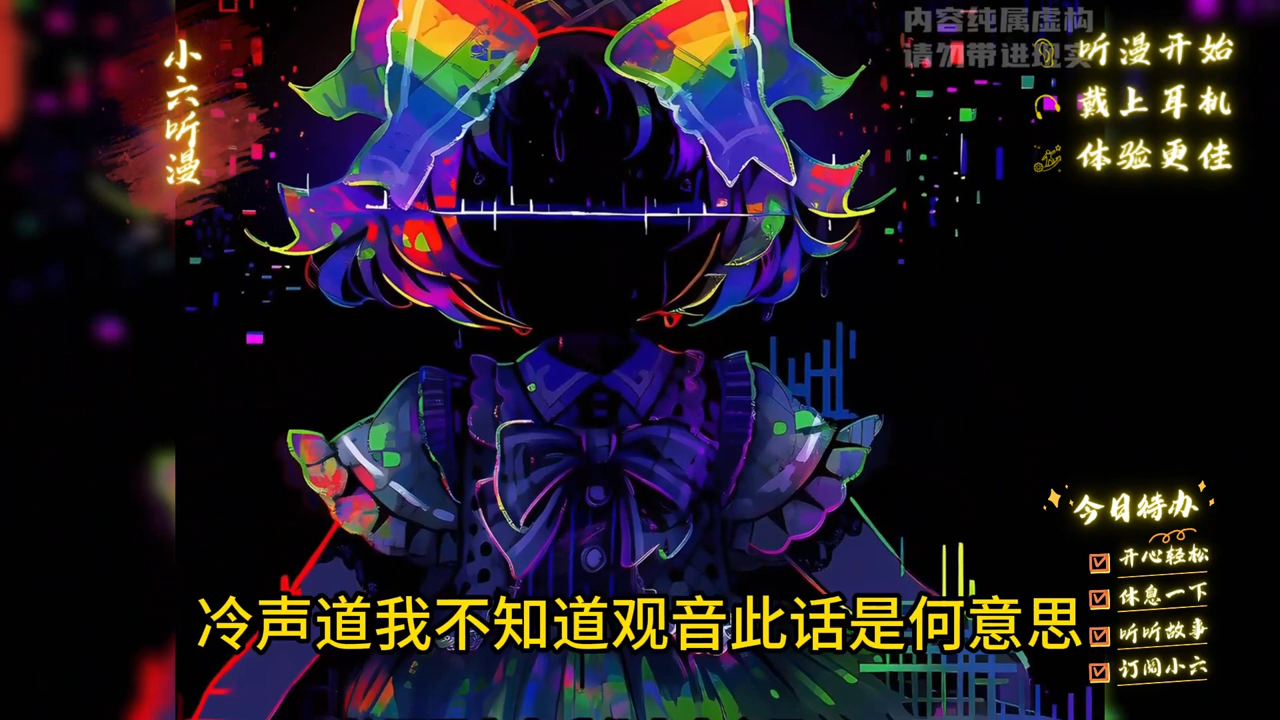 小六听漫
内容纯属虚构
请勿带进现实
听漫开始
戴上耳机
体验更佳
今日待办
开心轻松
休息一下
听听故事
订阅小六
冷声道我不知道观音此话是何意思